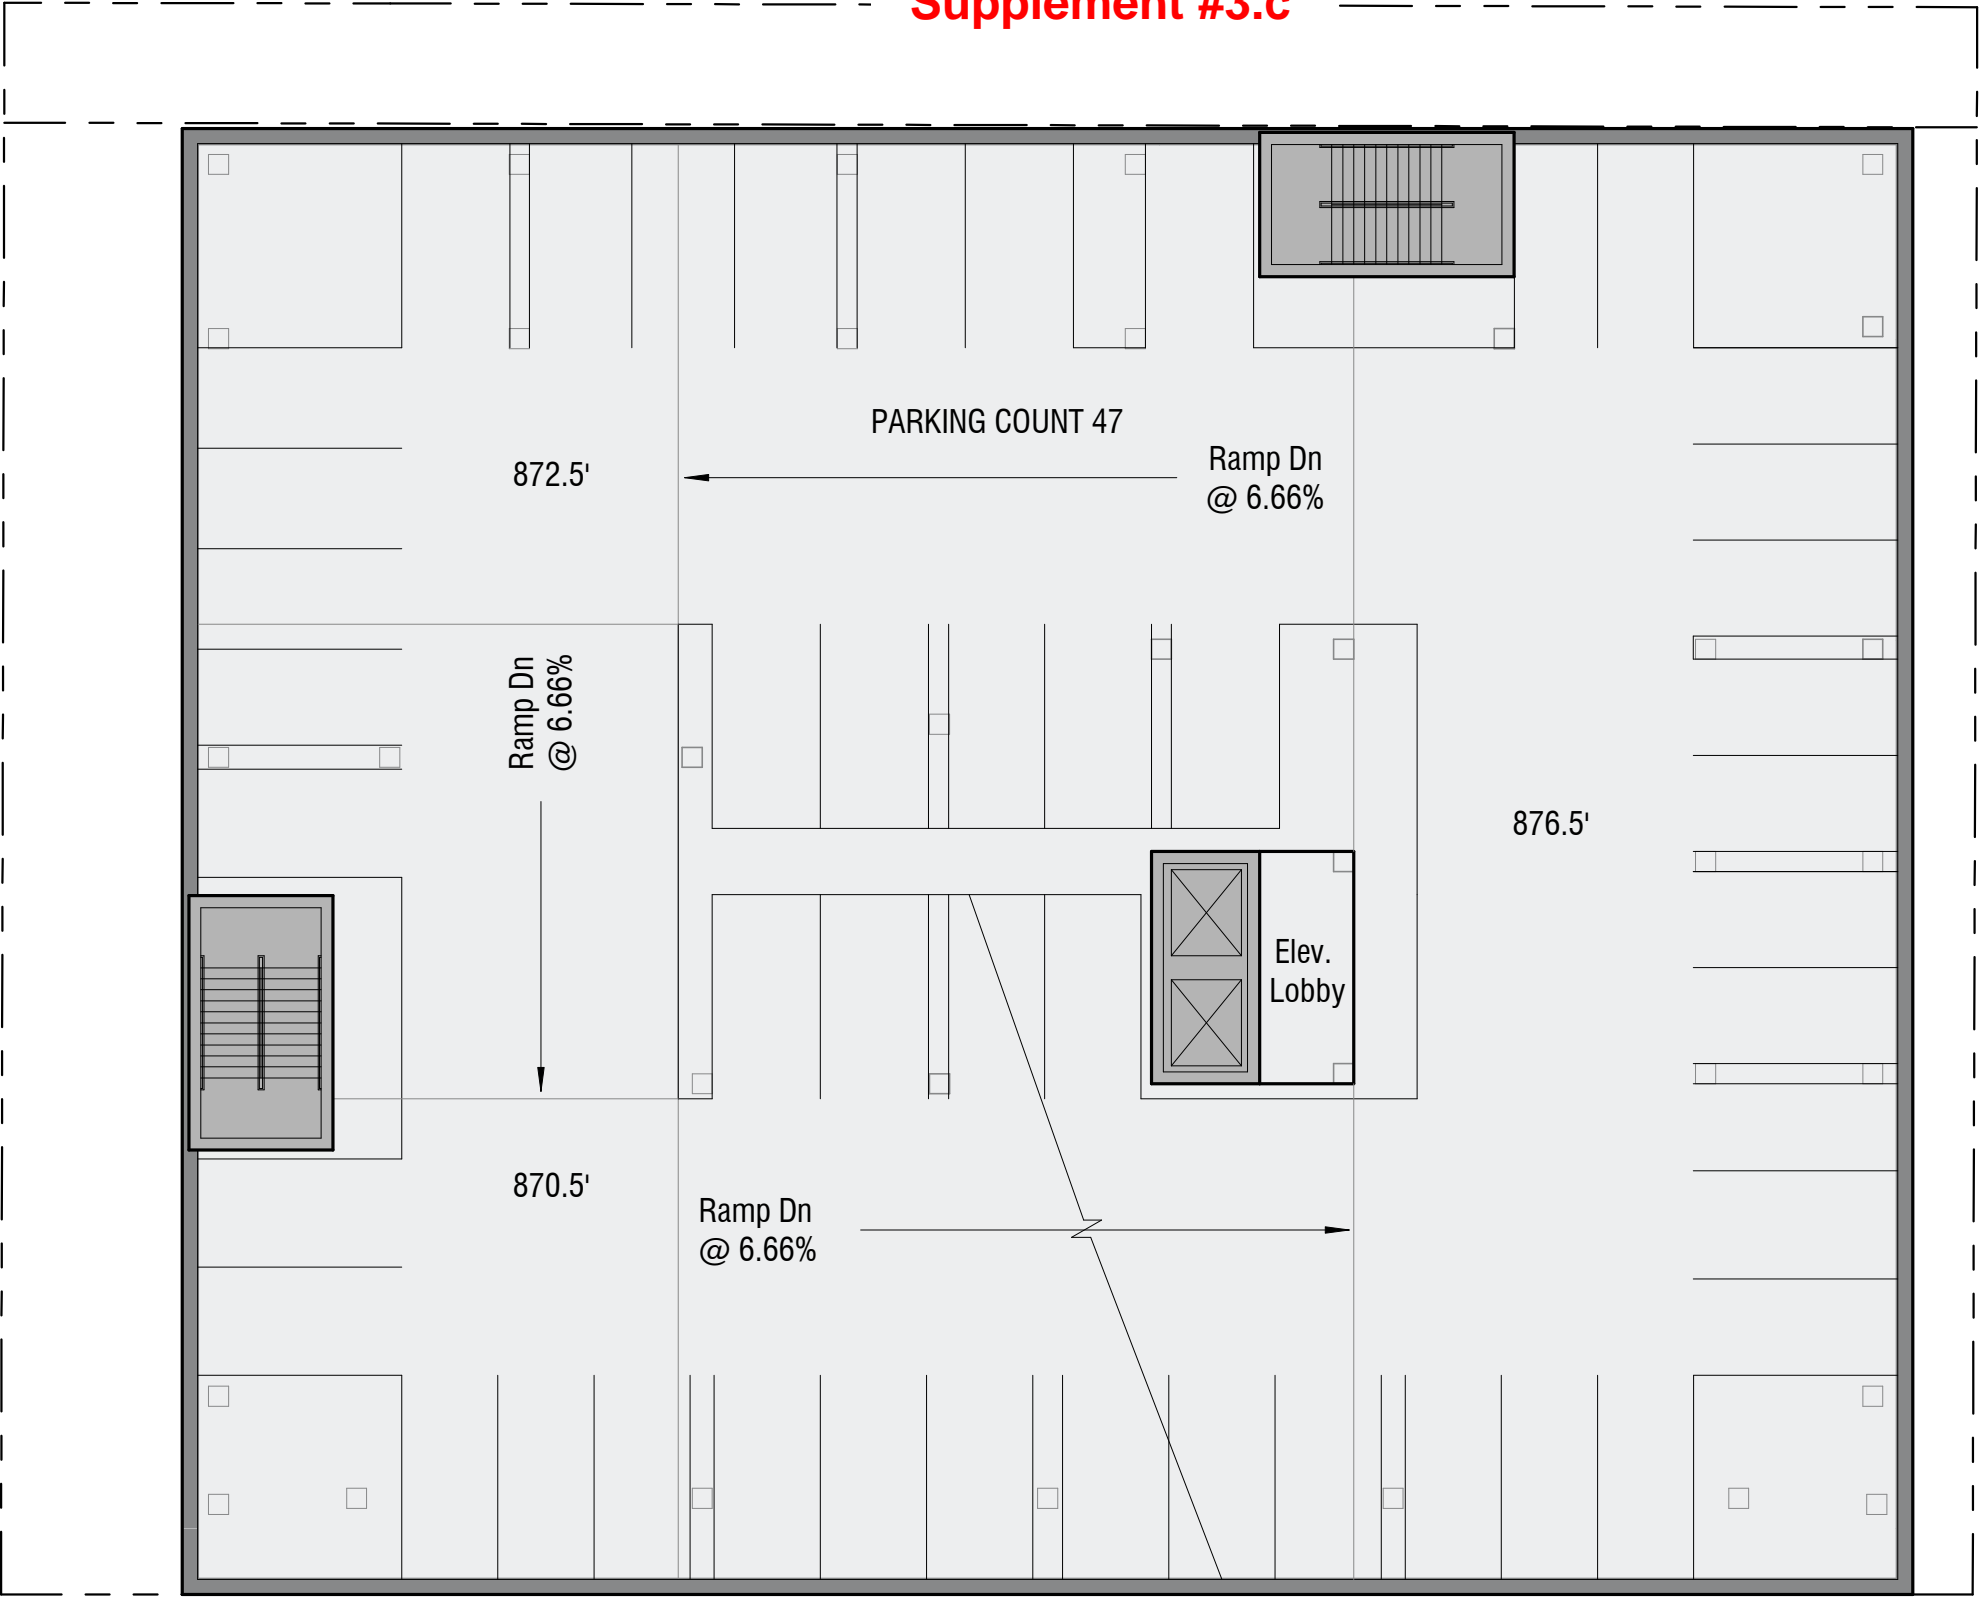 Supplement #3.c
PARKING COUNT 47
872.5'
Ramp Dn
@ 6.66%
Ramp Dn
@ 6.66%
876.5'
Elev.
Lobby
870.5'
Ramp Dn
@ 6.66%